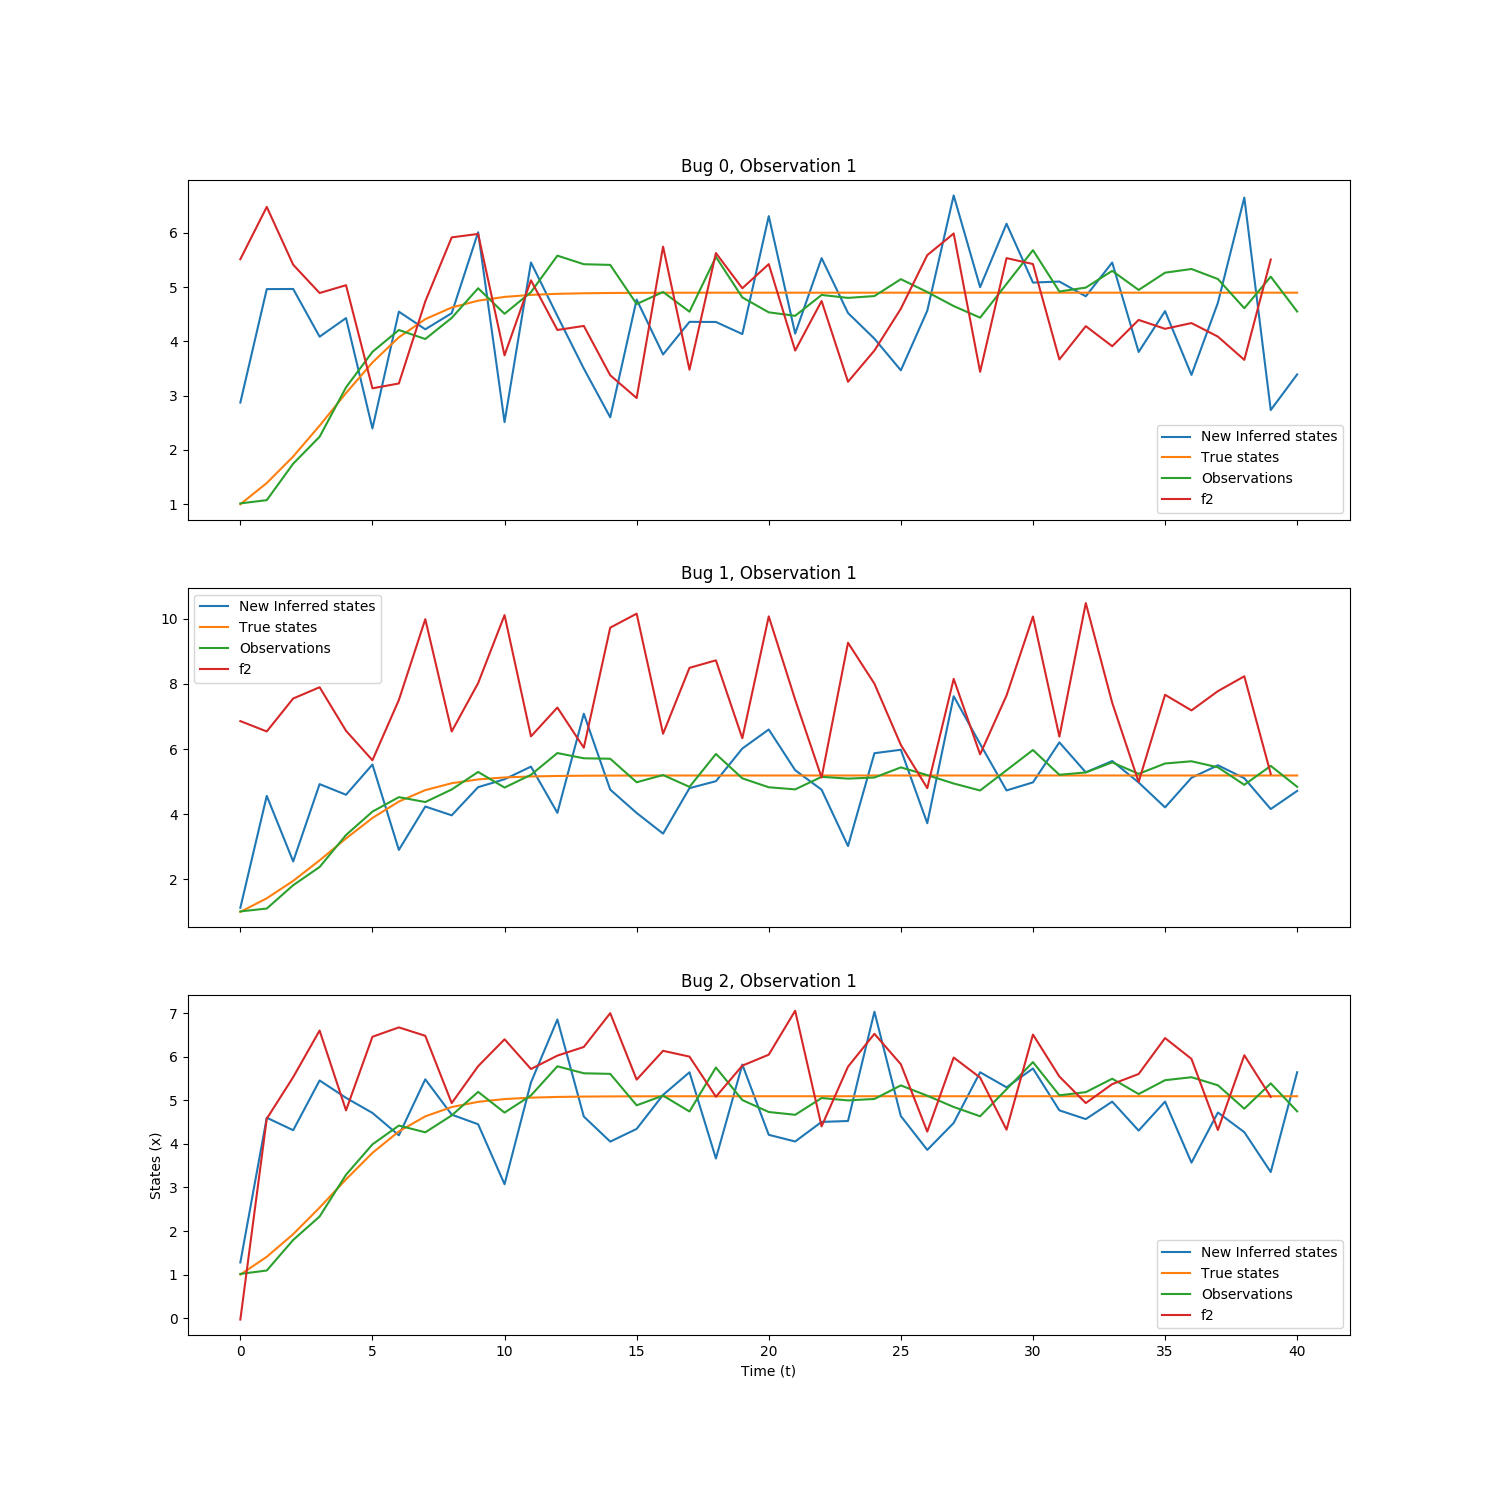 Bug 0, Observation 1
6
5
4
3
2
1
New Inferred states
True states
Observations
f2
Bug 1, Observation 1
10
8
6
4
2
New Inferred states
True states
Observations
f2
Bug 2, Observation 1
7
6
5
4
3
2
1
0
States (x)
New Inferred states
True states
Observations
f2
0 5 10 15 20 25 30 35 40
Time (t)